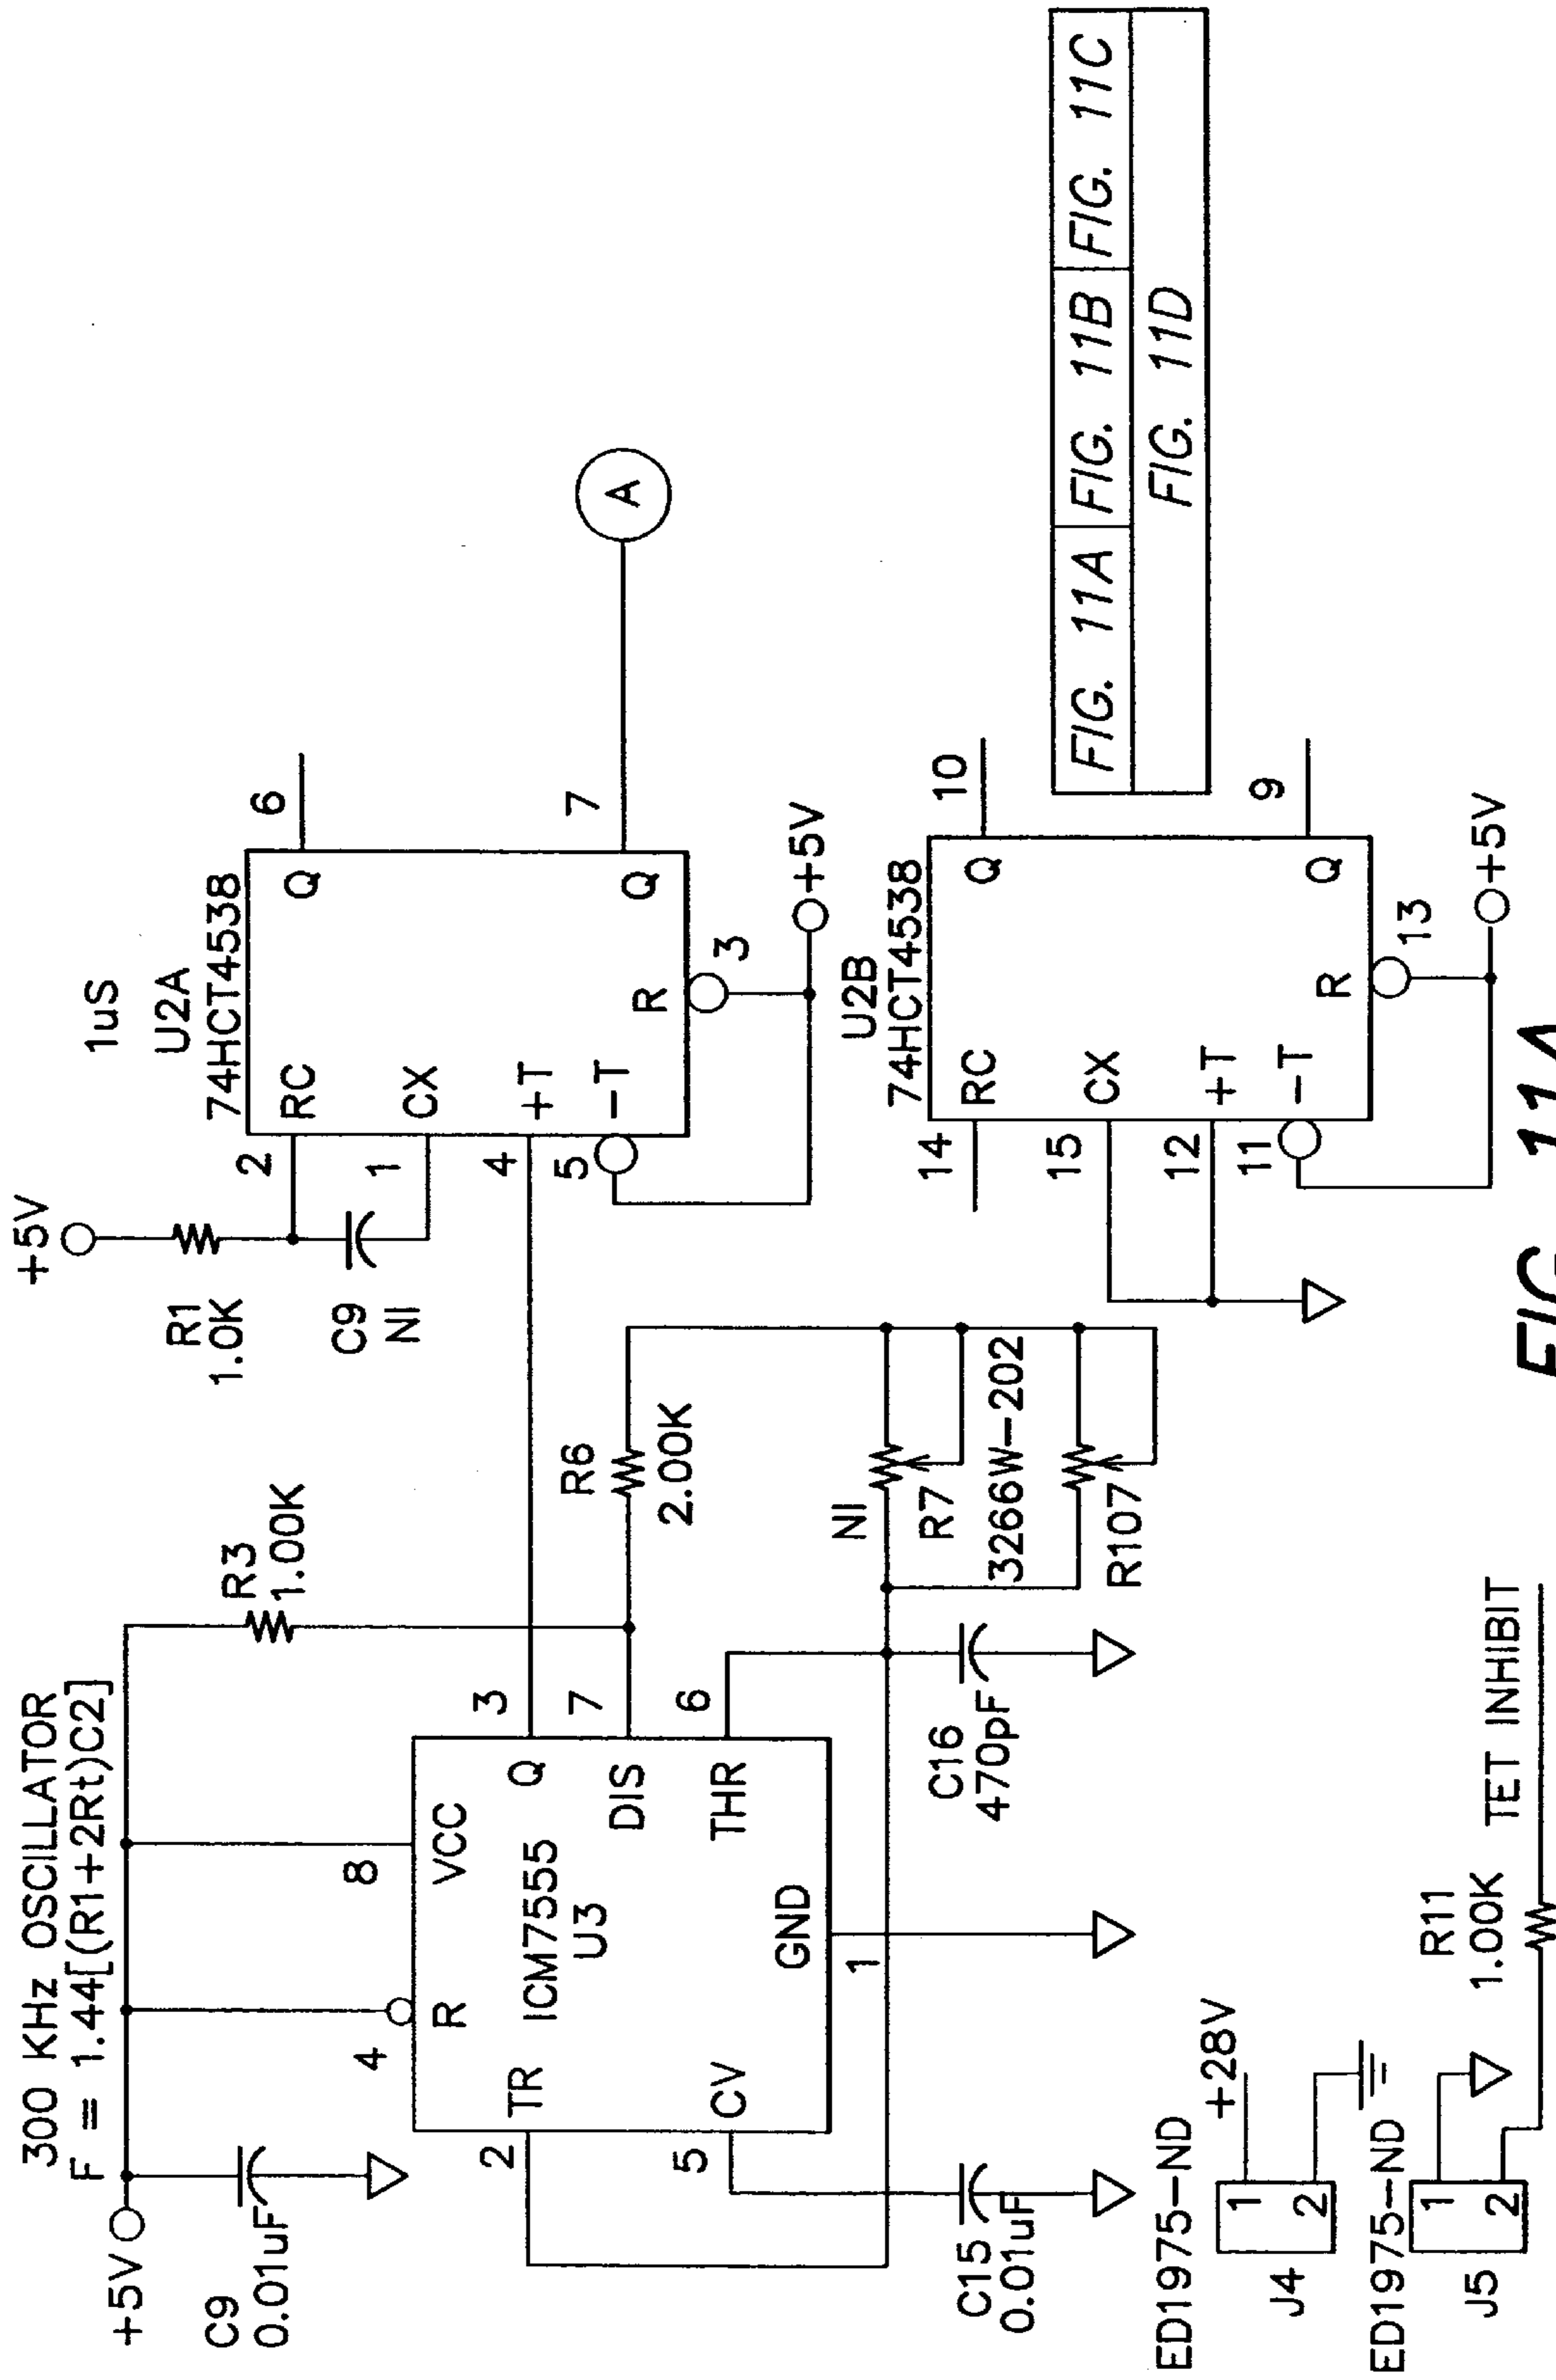 300 KHz OSCILLATOR
F = 1.44[(R1+2Rt)C2]
+5V
C9
0.01uF
R3
1.00K
4
8
R
VCC
TR
2
ICM7555
U3
Q
3
DIS
7
THR
6
CV
5
GND
1
C15
0.01uF
C16
470pF
R6
2.00K
NI
R7
3266W-202
R107
+5V
R1
1.0K
C9
NI
1uS
U2A
74HCT4538
2
RC
1
CX
4
+T
5
-T
R
3
Q
6
Q
7
+5V
A
U2B
74HCT4538
14
RC
15
CX
12
+T
11
-T
R
13
Q
10
Q
9
+5V
FIG. 11A
FIG. 11B
FIG. 11C
FIG. 11D
ED1975-ND
1
+28V
2
J4
ED1975-ND
1
2
J5
R11
1.00K
TET INHIBIT
FIG. 11A